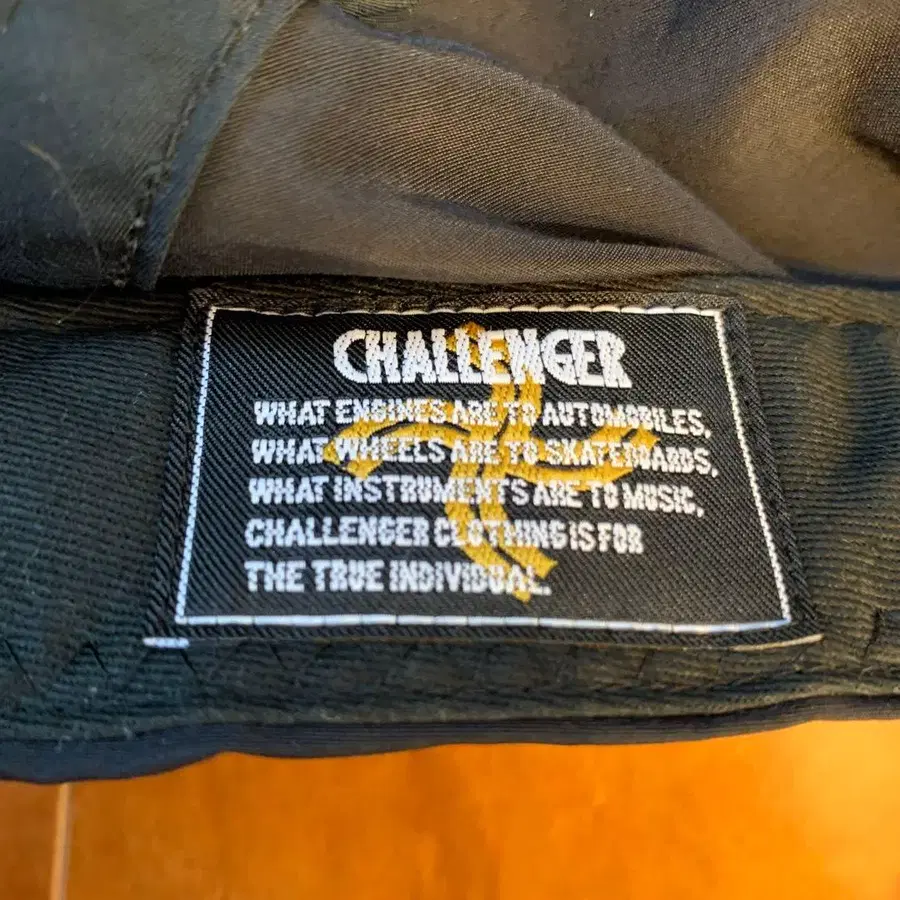 CHALLENGER
WHAT ENGINES ARE TO AUTOMOBILES,
WHAT WHEELS ARE TO SKATEBOARDS,
WHAT INSTRUMENTS ARE TO MUSIC,
CHALLENGER CLOTHING IS FOR
THE TRUE INDIVIDUAL.